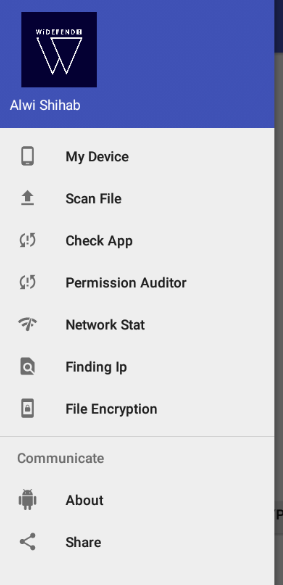 WiDEFENDER
Alwi Shihab
My Device
Scan File
Check App
Permission Auditor
Network Stat
Finding Ip
File Encryption
Communicate
About
Share